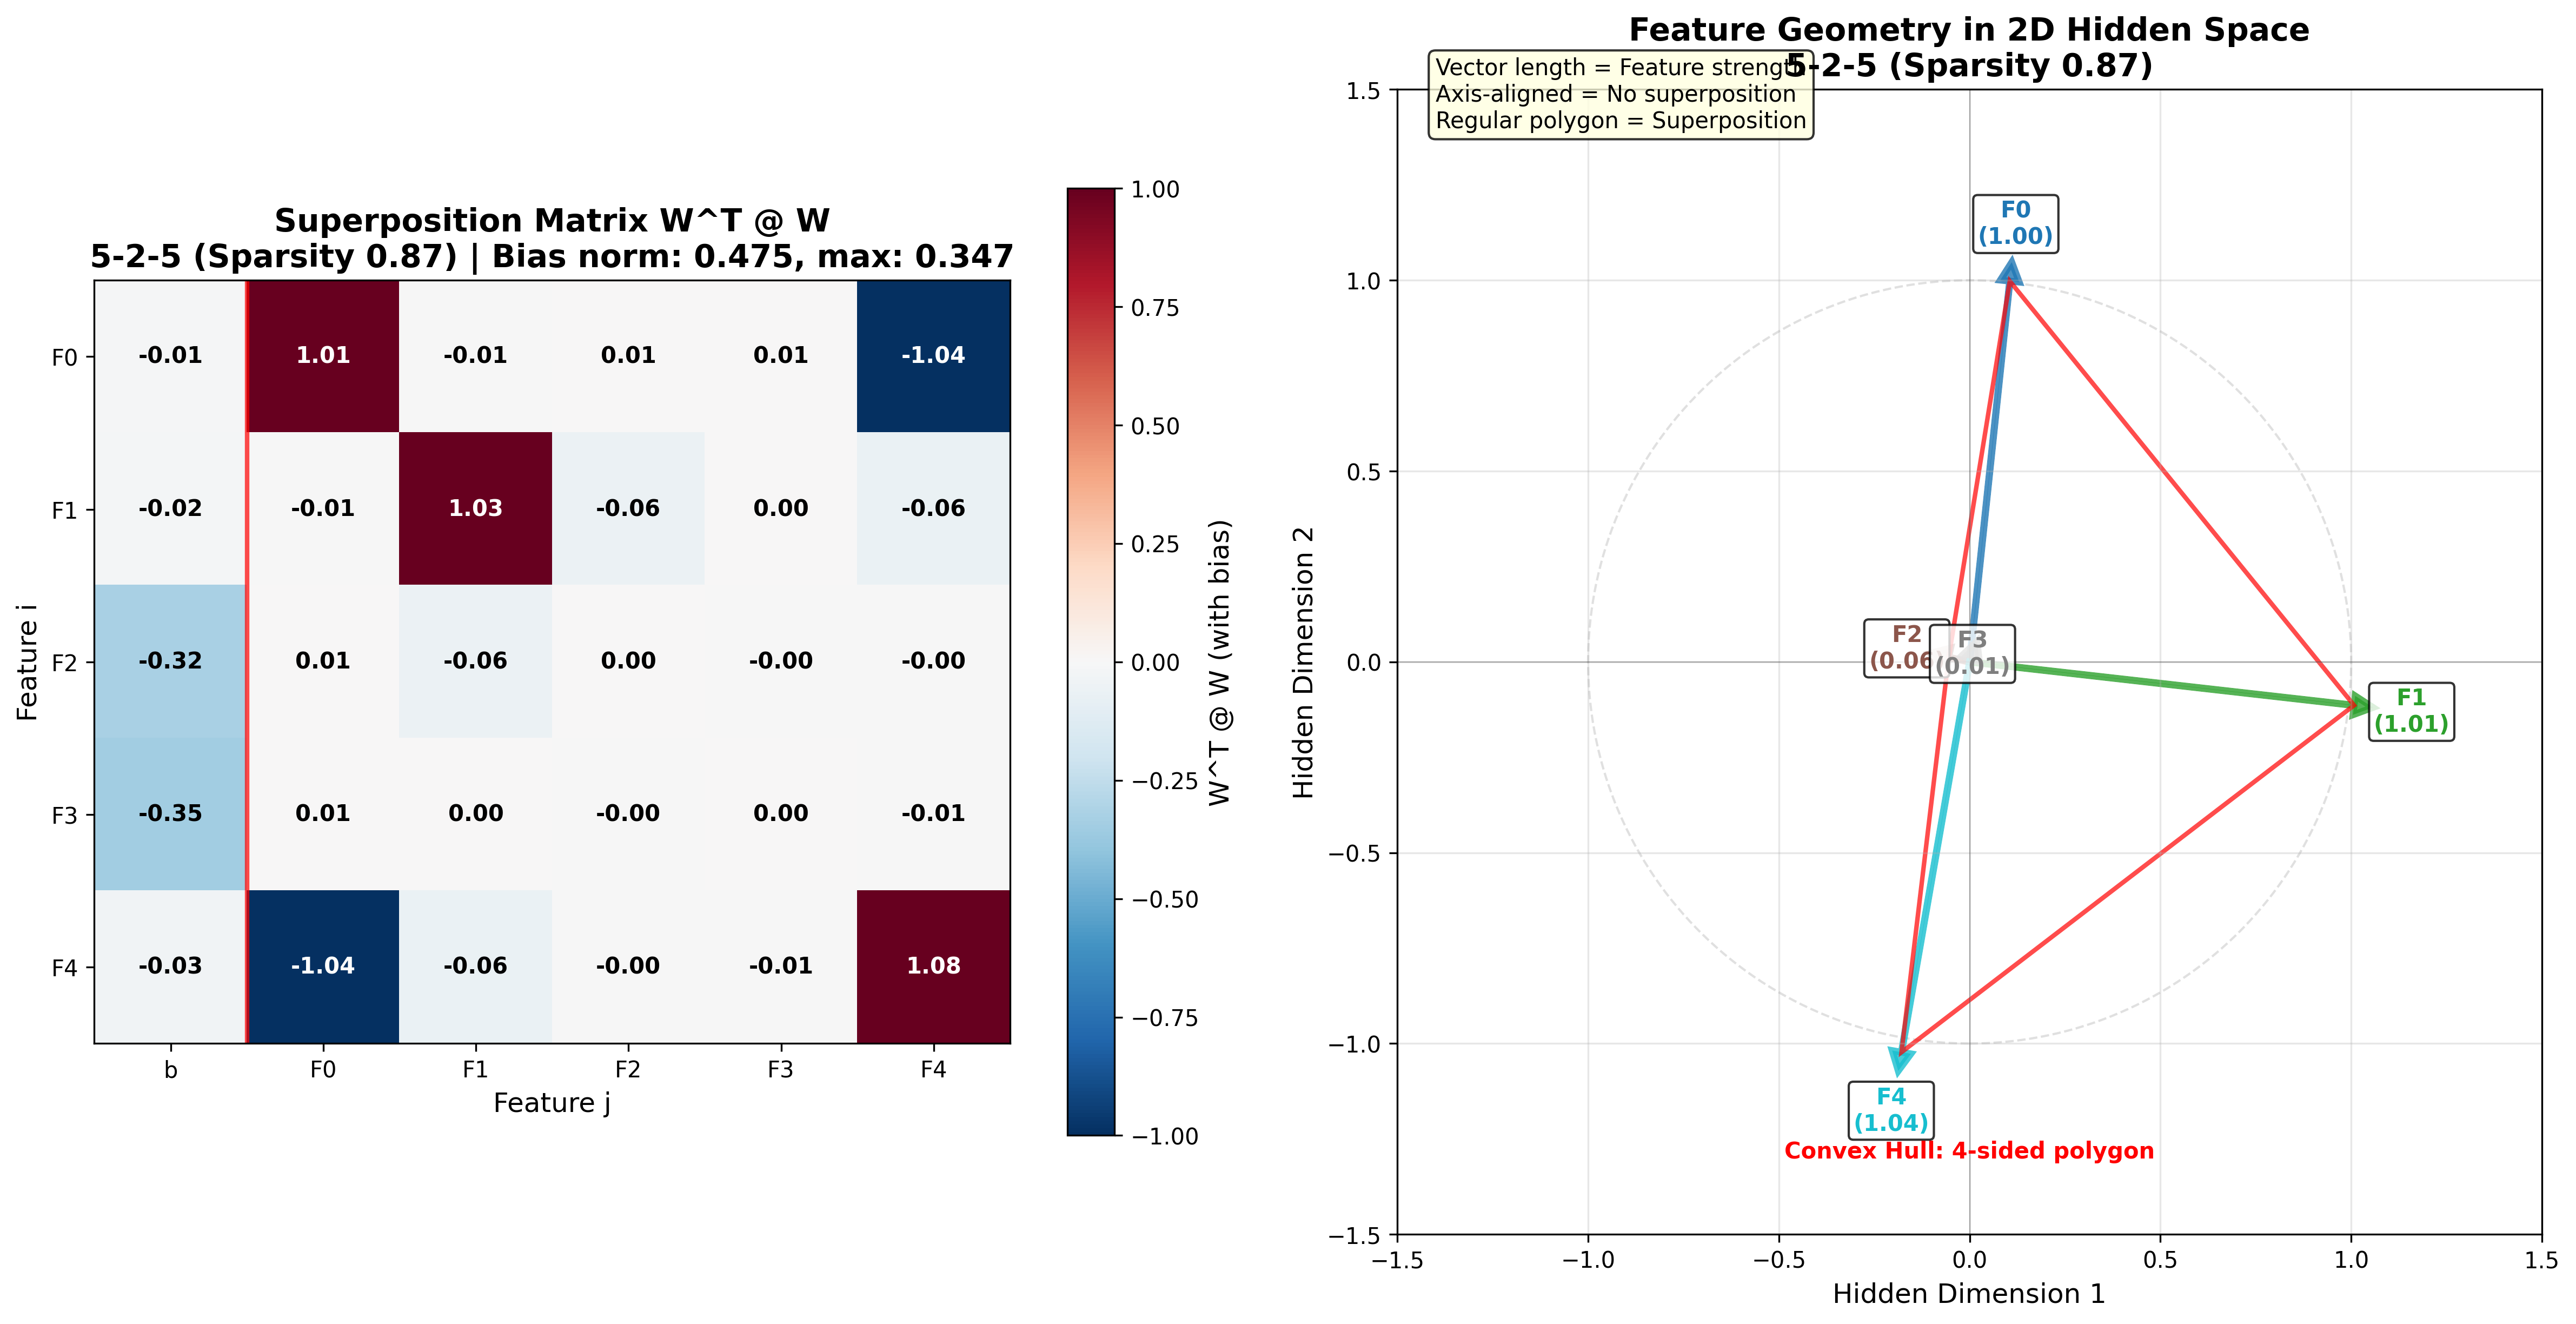 Superposition Matrix W^T @ W
5-2-5 (Sparsity 0.87) | Bias norm: 0.475, max: 0.347
Feature i
F0
F1
F2
F3
F4
-0.01 1.01 -0.01 0.01 0.01 -1.04
-0.02 -0.01 1.03 -0.06 0.00 -0.06
-0.32 0.01 -0.06 0.00 -0.00 -0.00
-0.35 0.01 0.00 -0.00 0.00 -0.01
-0.03 -1.04 -0.06 -0.00 -0.01 1.08
b F0 F1 F2 F3 F4
Feature j
1.00
0.75
0.50
0.25
0.00
−0.25
−0.50
−0.75
−1.00
W^T @ W (with bias)
Feature Geometry in 2D Hidden Space
5-2-5 (Sparsity 0.87)
Vector length = Feature strength
Axis-aligned = No superposition
Regular polygon = Superposition
Hidden Dimension 2
1.5
1.0
0.5
0.0
−0.5
−1.0
−1.5
F0
(1.00)
F2
(0.06)
F3
(0.01)
F1
(1.01)
F4
(1.04)
Convex Hull: 4-sided polygon
−1.5 −1.0 −0.5 0.0 0.5 1.0 1.5
Hidden Dimension 1